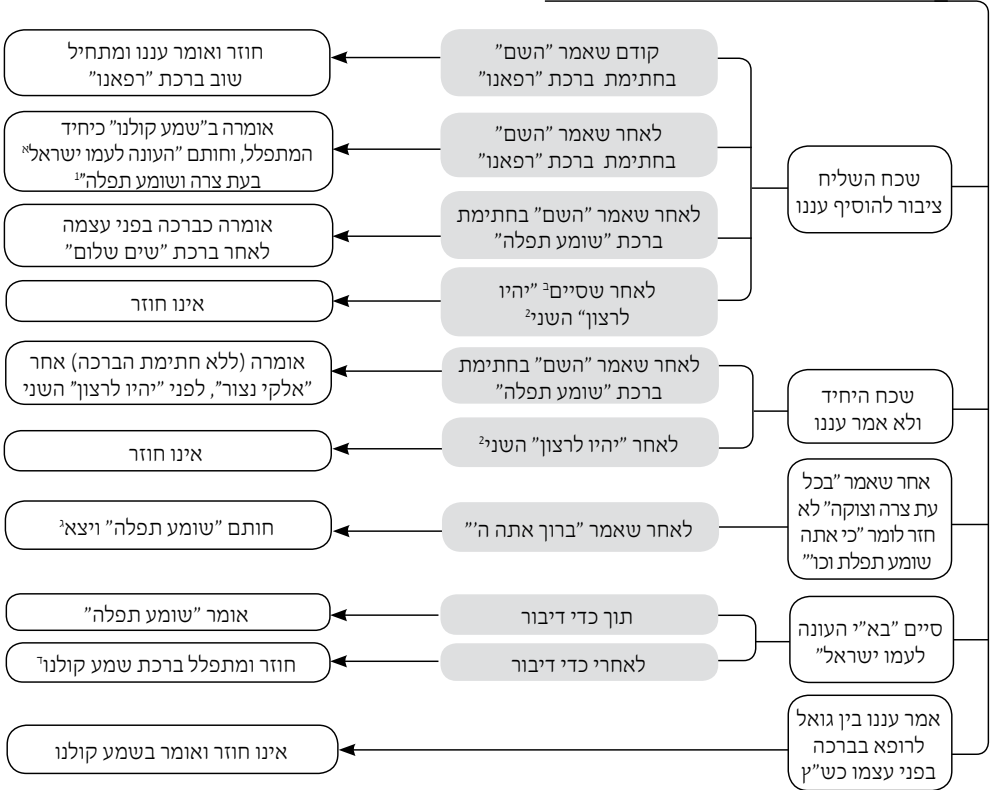 שכח השליח
ציבור להוסיף עננו
קודם שאמר "השם"
בחתימת ברכת "רפאנו"
חוזר ואומר עננו ומתחיל
שוב ברכת "רפאנו"
לאחר שאמר "השם"
בחתימת ברכת "רפאנו"
אומרה ב"שמע קולנו" כיחיד
המתפלל, וחותם "העונה לעמו ישראלא
בעת צרה ושומע תפלה"1
לאחר שאמר "השם" בחתימת
ברכת "שומע תפלה"
אומרה כברכה בפני עצמה
לאחר ברכת "שים שלום"
לאחר שסייםב "יהיו
לרצון" השני2
אינו חוזר
שכח היחיד
ולא אמר עננו
לאחר שאמר "השם" בחתימת
ברכת "שומע תפלה"
אומרה (ללא חתימת הברכה) אחר
"אלקי נצור", לפני "יהיו לרצון" השני
לאחר "יהיו לרצון" השני2
אינו חוזר
אחר שאמר "בכל
עת צרה וצוקה" לא
חזר לומר "כי אתה
שומע תפלת וכו'"
לאחר שאמר "ברוך אתה ה'"
חותם "שומע תפלה" ויצאג
סיים "בא"י העונה
לעמו ישראל"
תוך כדי דיבור
אומר "שומע תפלה"
לאחרי כדי דיבור
חוזר ומתפלל ברכת שמע קולנוד
אמר עננו בין גואל
לרופא בברכה
בפני עצמו כש"ץ
אינו חוזר ואומר בשמע קולנו